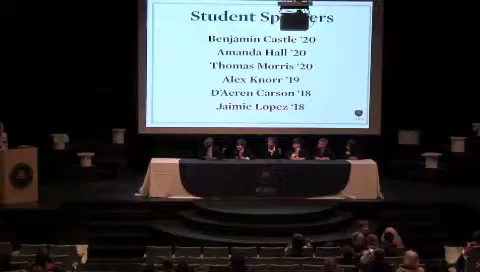 Student Speakers
Benjamin Castle '20
Amanda Hall '20
Thomas Morris '20
Alex Knorr '19
D'Aeren Carson '18
Jaimie Lopez '18